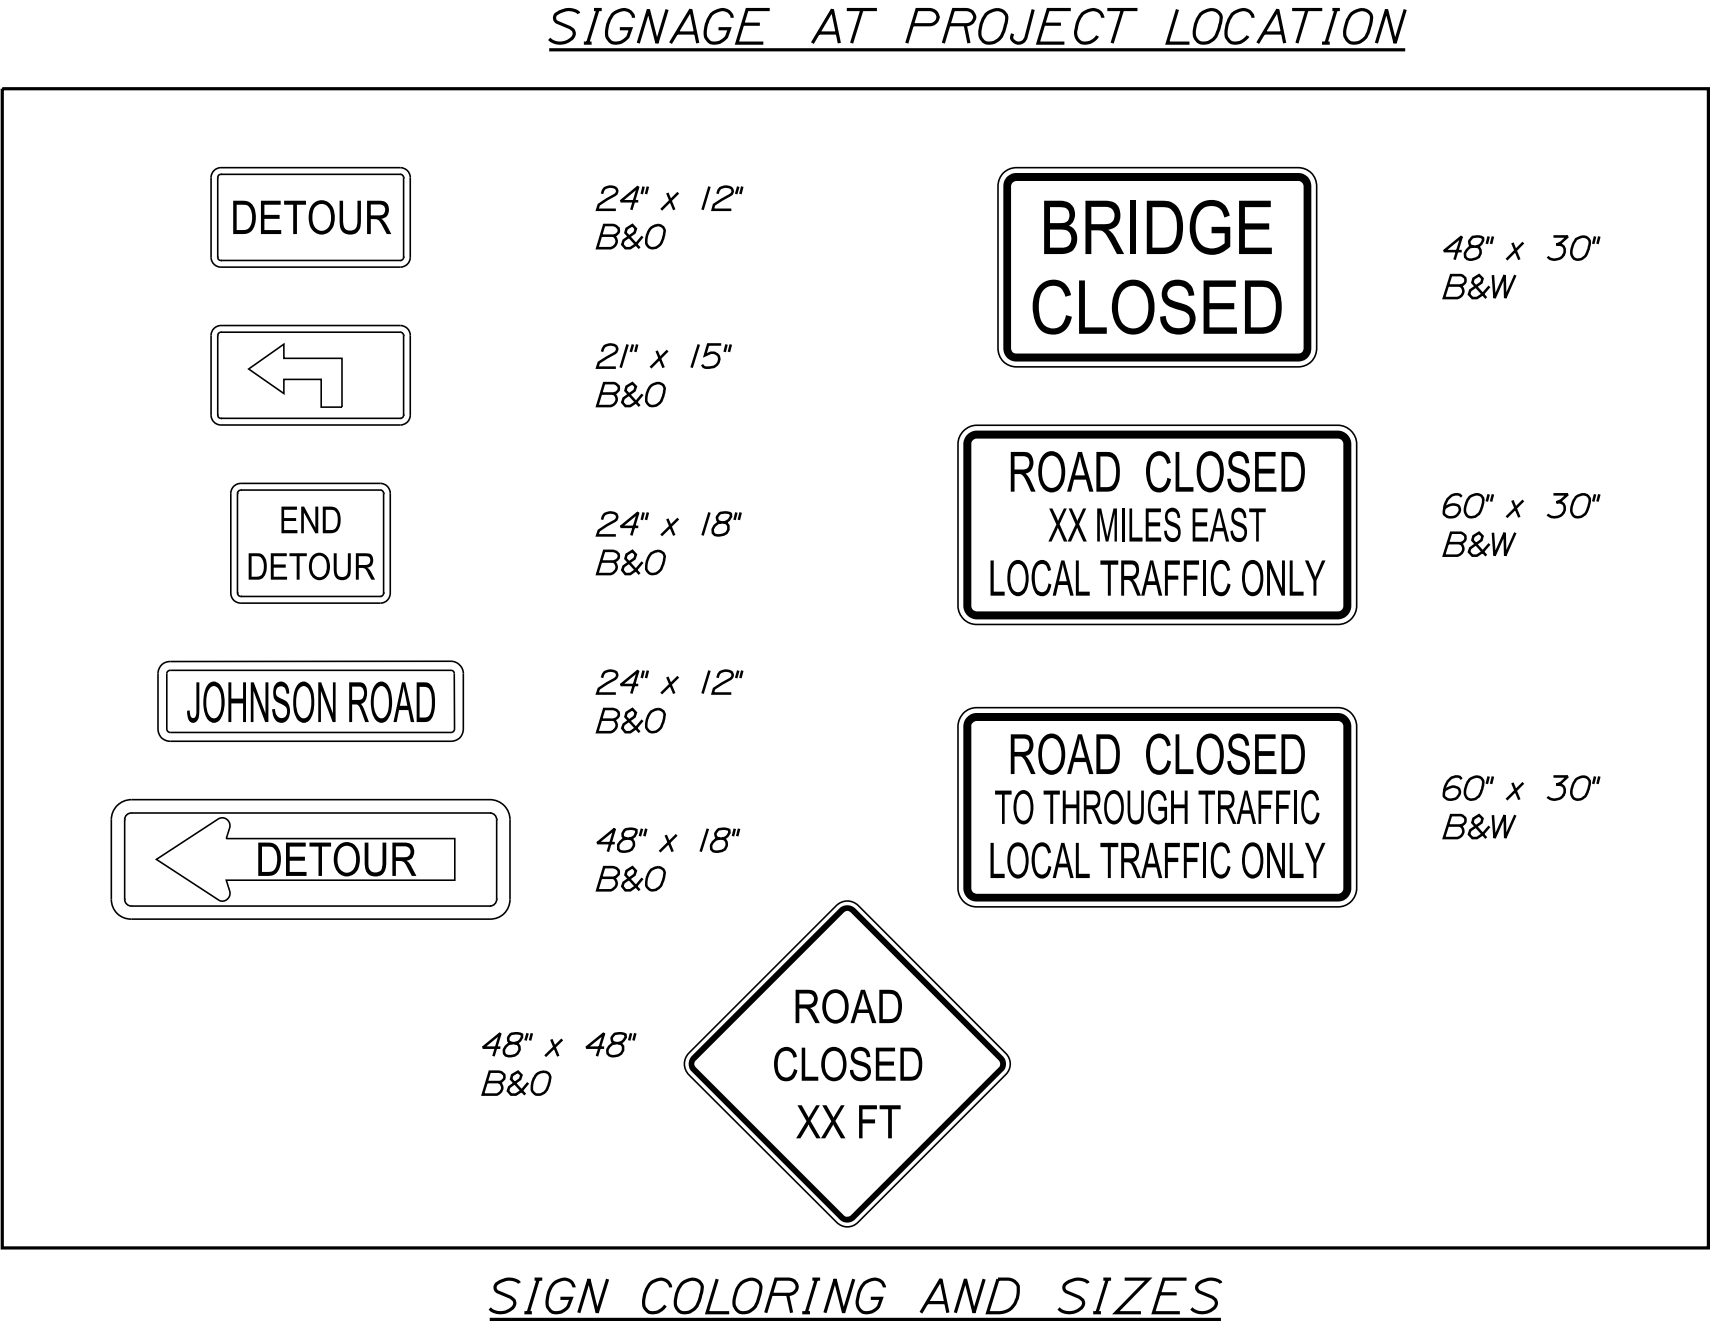 SIGNAGE AT PROJECT LOCATION
DETOUR
24" x 12"
B&O
21" x 15"
B&O
END
DETOUR
24" x 18"
B&O
JOHNSON ROAD
24" x 12"
B&O
DETOUR
48" x 18"
B&O
BRIDGE
CLOSED
48" x 30"
B&W
ROAD CLOSED
XX MILES EAST
LOCAL TRAFFIC ONLY
60" x 30"
B&W
ROAD CLOSED
TO THROUGH TRAFFIC
LOCAL TRAFFIC ONLY
60" x 30"
B&W
48" x 48"
B&O
ROAD
CLOSED
XX FT
SIGN COLORING AND SIZES